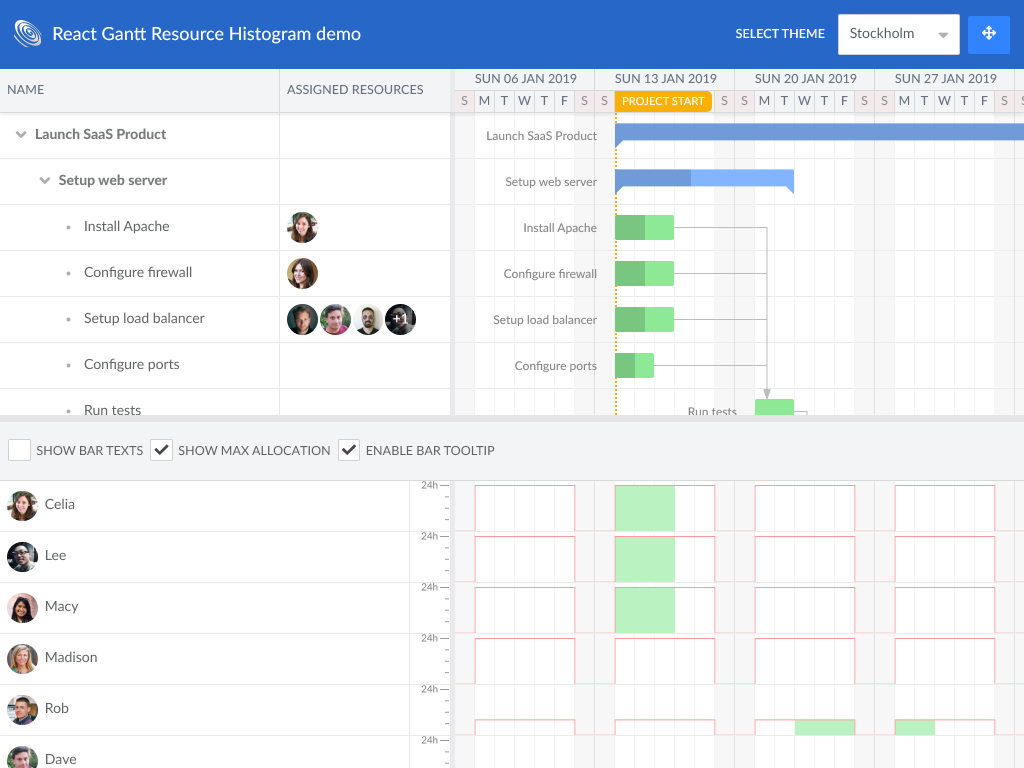 React Gantt Resource Histogram demo
SELECT THEME
Stockholm
NAME
ASSIGNED RESOURCES
SUN 06 JAN 2019
SUN 13 JAN 2019
SUN 20 JAN 2019
SUN 27 JAN 2019
S M T W T F S S PROJECT START S S M T W T F S S M T W T F S
Launch SaaS Product
Launch SaaS Product
Setup web server
Setup web server
Install Apache
Install Apache
Configure firewall
Configure firewall
Setup load balancer
+1
Setup load balancer
Configure ports
Configure ports
Run tests
Run tests
SHOW BAR TEXTS
SHOW MAX ALLOCATION
ENABLE BAR TOOLTIP
24h
Celia
24h
Lee
24h
Macy
24h
Madison
24h
Rob
24h
Dave